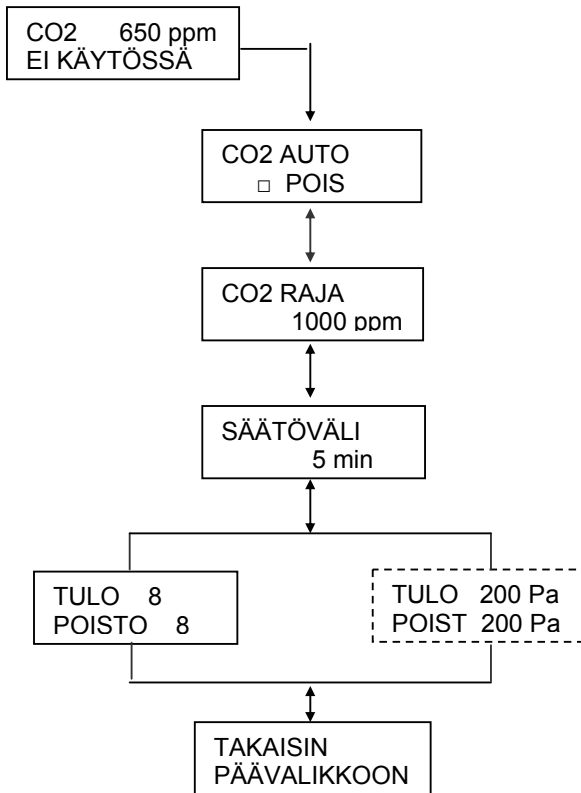 CO2 650 ppm
EI KÄYTÖSSÄ
CO2 AUTO
□ POIS
CO2 RAJA
1000 ppm
SÄÄTÖVÄLI
5 min
TULO 8
POISTO 8
TULO 200 Pa
POIST 200 Pa
TAKAISIN
PÄÄVALIKKOON